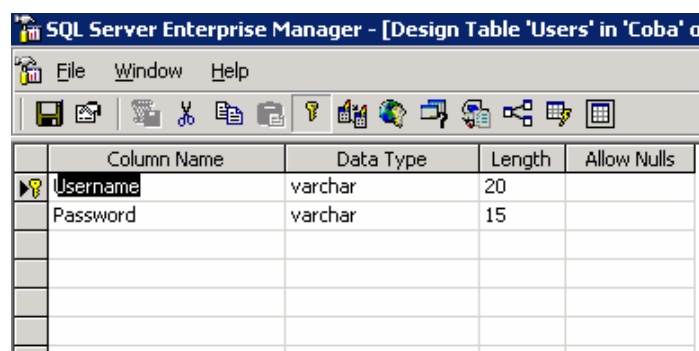 SQL Server Enterprise Manager - [Design Table 'Users' in 'Coba' o
File Window Help
Column Name Data Type Length Allow Nulls
Username varchar 20
Password varchar 15